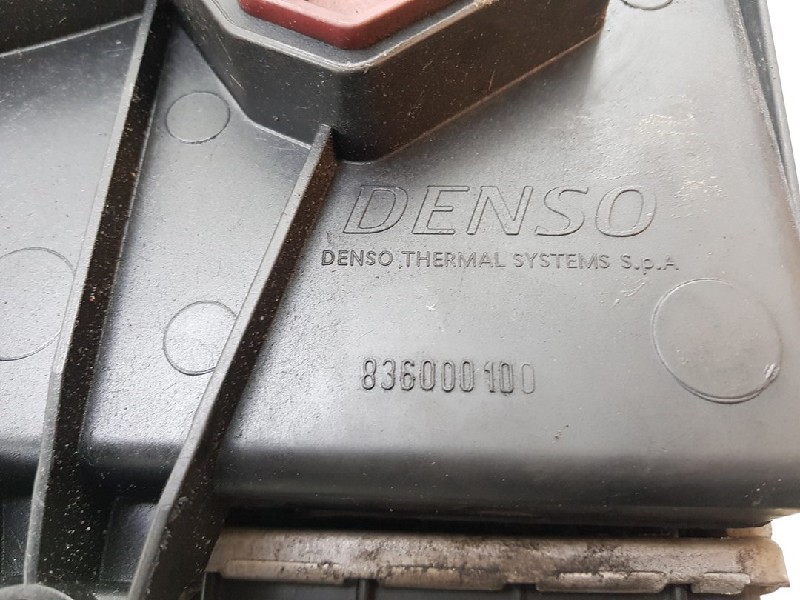 DENSO
DENSO THERMAL SYSTEMS S.p.A
836000100